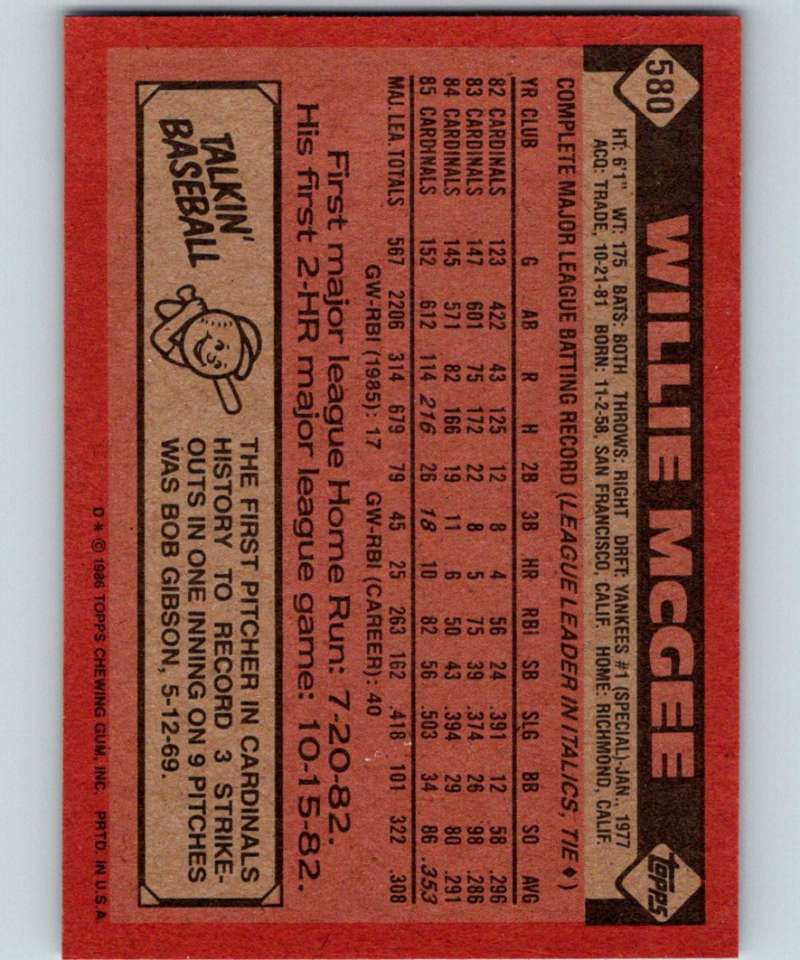 580
WILLIE McGEE
TOPPS
HT: 6'1" WT: 175 BATS: BOTH THROWS: RIGHT DRFT: YANKEES #1 (SPECIAL)-JAN., 1977
ACQ: TRADE, 10-21-81 BORN: 11-2-58, SAN FRANCISCO, CALIF. HOME: RICHMOND, CALIF.
COMPLETE MAJOR LEAGUE BATTING RECORD (LEAGUE LEADER IN ITALICS, TIE ♦)
YR CLUB G AB R H 2B 3B HR RBI SB SLG BB SO AVG
82 CARDINALS 123 422 43 125 12 8 4 56 24 .391 12 58 .296
83 CARDINALS 147 601 75 172 22 8 5 75 39 .374 26 98 .286
84 CARDINALS 145 571 82 166 19 11 6 50 43 .394 29 80 .291
85 CARDINALS 152 612 114 216 26 18 10 82 56 .503 34 86 .353
MAJ. LEA. TOTALS 567 2206 314 679 79 45 25 263 162 .418 101 322 .308
GW-RBI (1985): 17 GW-RBI (CAREER): 40
First major league Home Run: 7-20-82.
His first 2-HR major league game: 10-15-82.
TALKIN'
BASEBALL
THE FIRST PITCHER IN CARDINALS
HISTORY TO RECORD 3 STRIKE-
OUTS IN ONE INNING ON 9 PITCHES
WAS BOB GIBSON, 5-12-69.
D* © 1986 TOPPS CHEWING GUM, INC. PRTD. IN U.S.A.